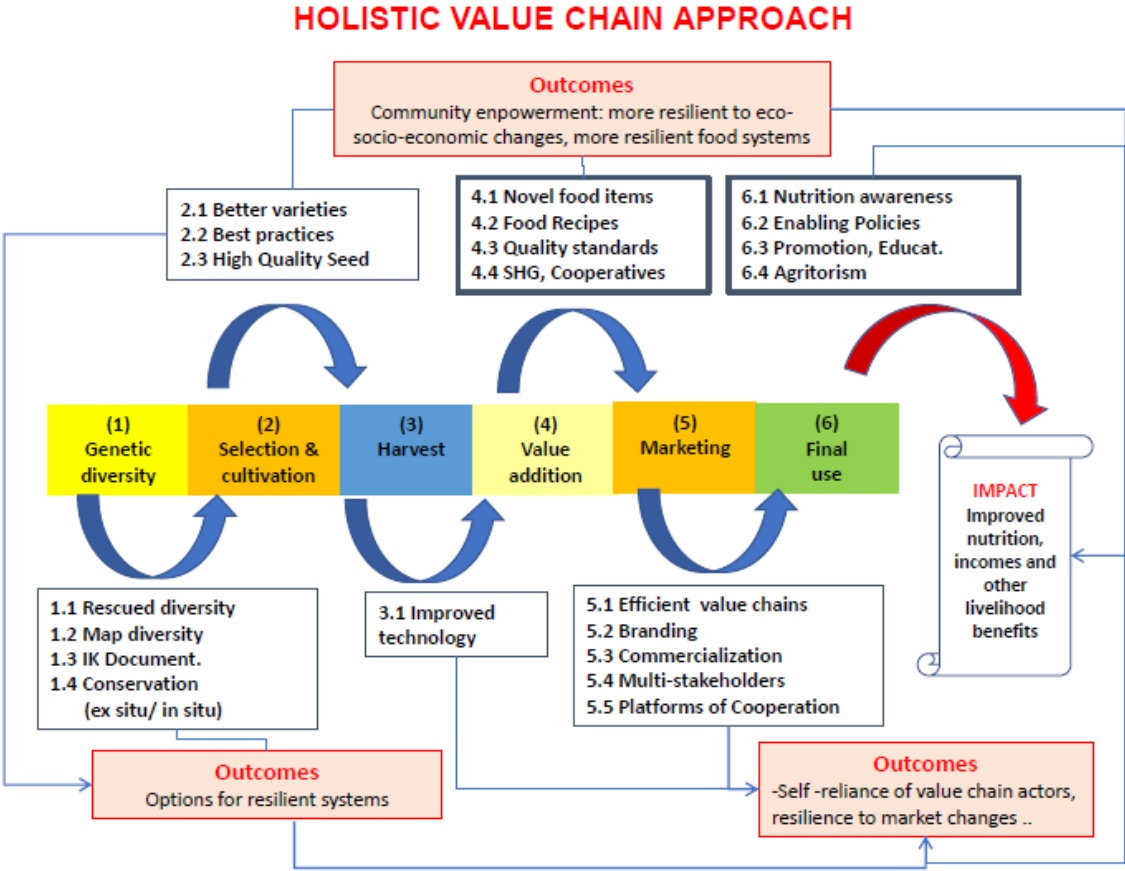 HOLISTIC VALUE CHAIN APPROACH
Outcomes
Community enpowerment: more resilient to eco-
socio-economic changes, more resilient food systems
2.1 Better varieties
2.2 Best practices
2.3 High Quality Seed
4.1 Novel food items
4.2 Food Recipes
4.3 Quality standards
4.4 SHG, Cooperatives
6.1 Nutrition awareness
6.2 Enabling Policies
6.3 Promotion, Educat.
6.4 Agritorism
(1)
Genetic
diversity
(2)
Selection &
cultivation
(3)
Harvest
(4)
Value
addition
(5)
Marketing
(6)
Final
use
IMPACT
Improved
nutrition,
incomes and
other
livelihood
benefits
1.1 Rescued diversity
1.2 Map diversity
1.3 IK Document.
1.4 Conservation
(ex situ/ in situ)
3.1 Improved
technology
5.1 Efficient value chains
5.2 Branding
5.3 Commercialization
5.4 Multi-stakeholders
5.5 Platforms of Cooperation
Outcomes
Options for resilient systems
Outcomes
-Self -reliance of value chain actors,
resilience to market changes ..